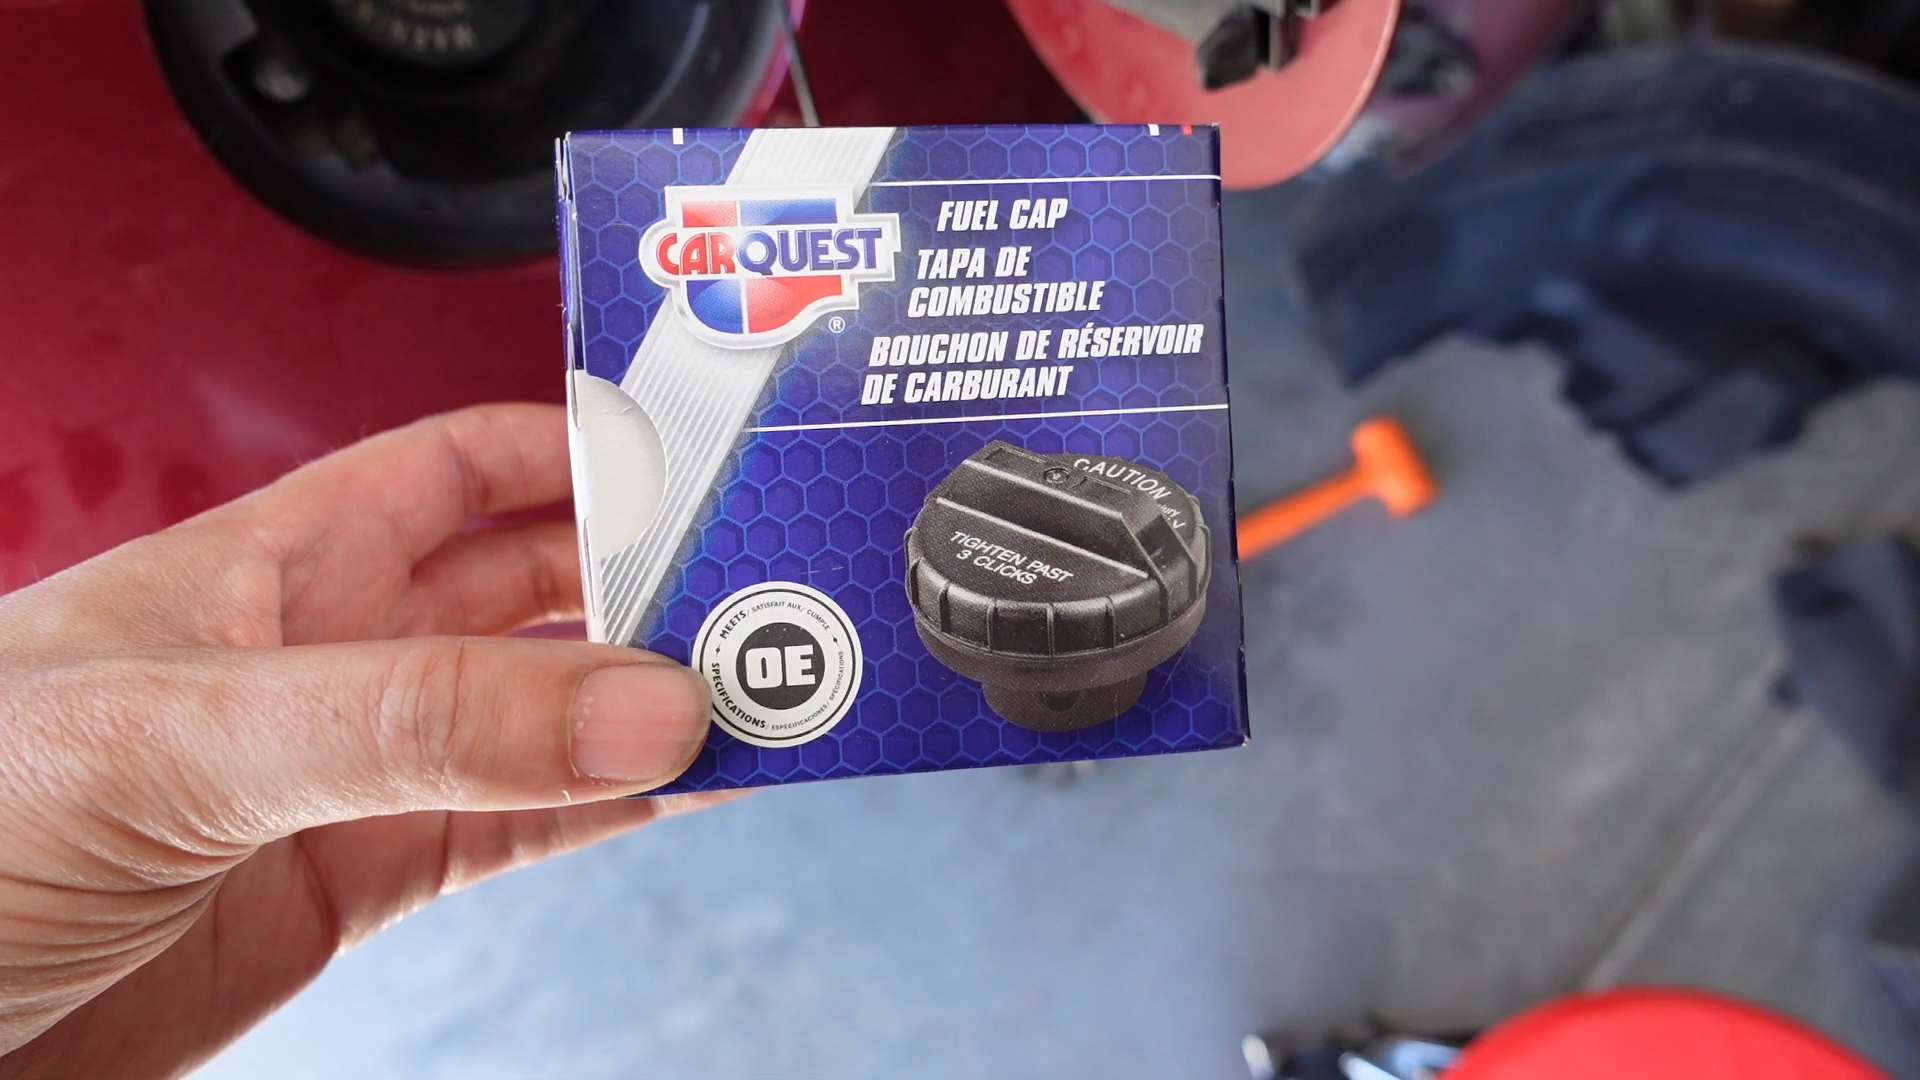 CARQUEST
®
FUEL CAP
TAPA DE
COMBUSTIBLE
BOUCHON DE RÉSERVOIR
DE CARBURANT
CAUTION
TIGHTEN PAST
3 CLICKS
MEETS / SATISFAIT AUX / CUMPLE
OE
SPECIFICATIONS / ESPECIFICACIONES / SPÉCIFICATIONS